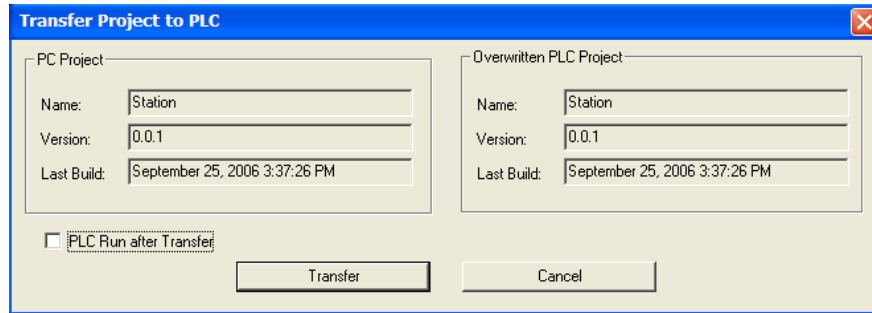 Transfer Project to PLC
PC Project
Name: Station
Version: 0.0.1
Last Build: September 25, 2006 3:37:26 PM
Overwritten PLC Project
Name: Station
Version: 0.0.1
Last Build: September 25, 2006 3:37:26 PM
PLC Run after Transfer
Transfer
Cancel